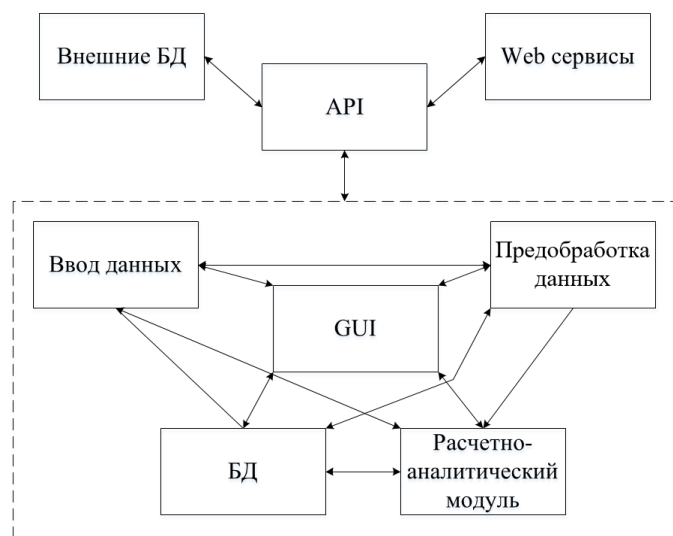 Внешние БД
Web сервисы
API
Ввод данных
Предобработка
данных
GUI
БД
Расчетно-
аналитический
модуль